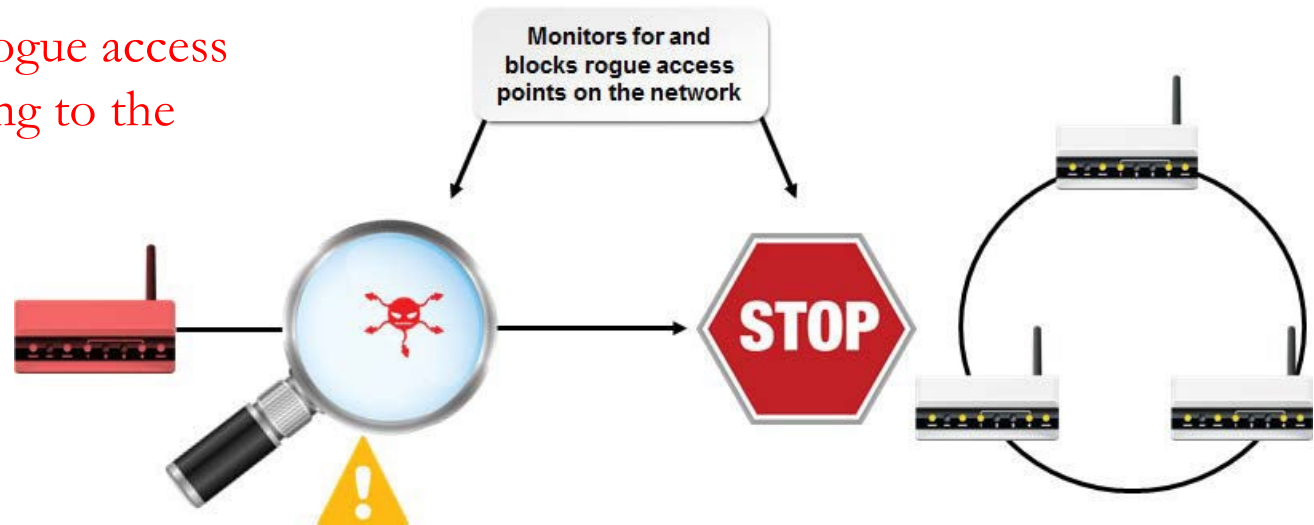 ogue access
ng to the
Monitors for and
blocks rogue access
points on the network
STOP